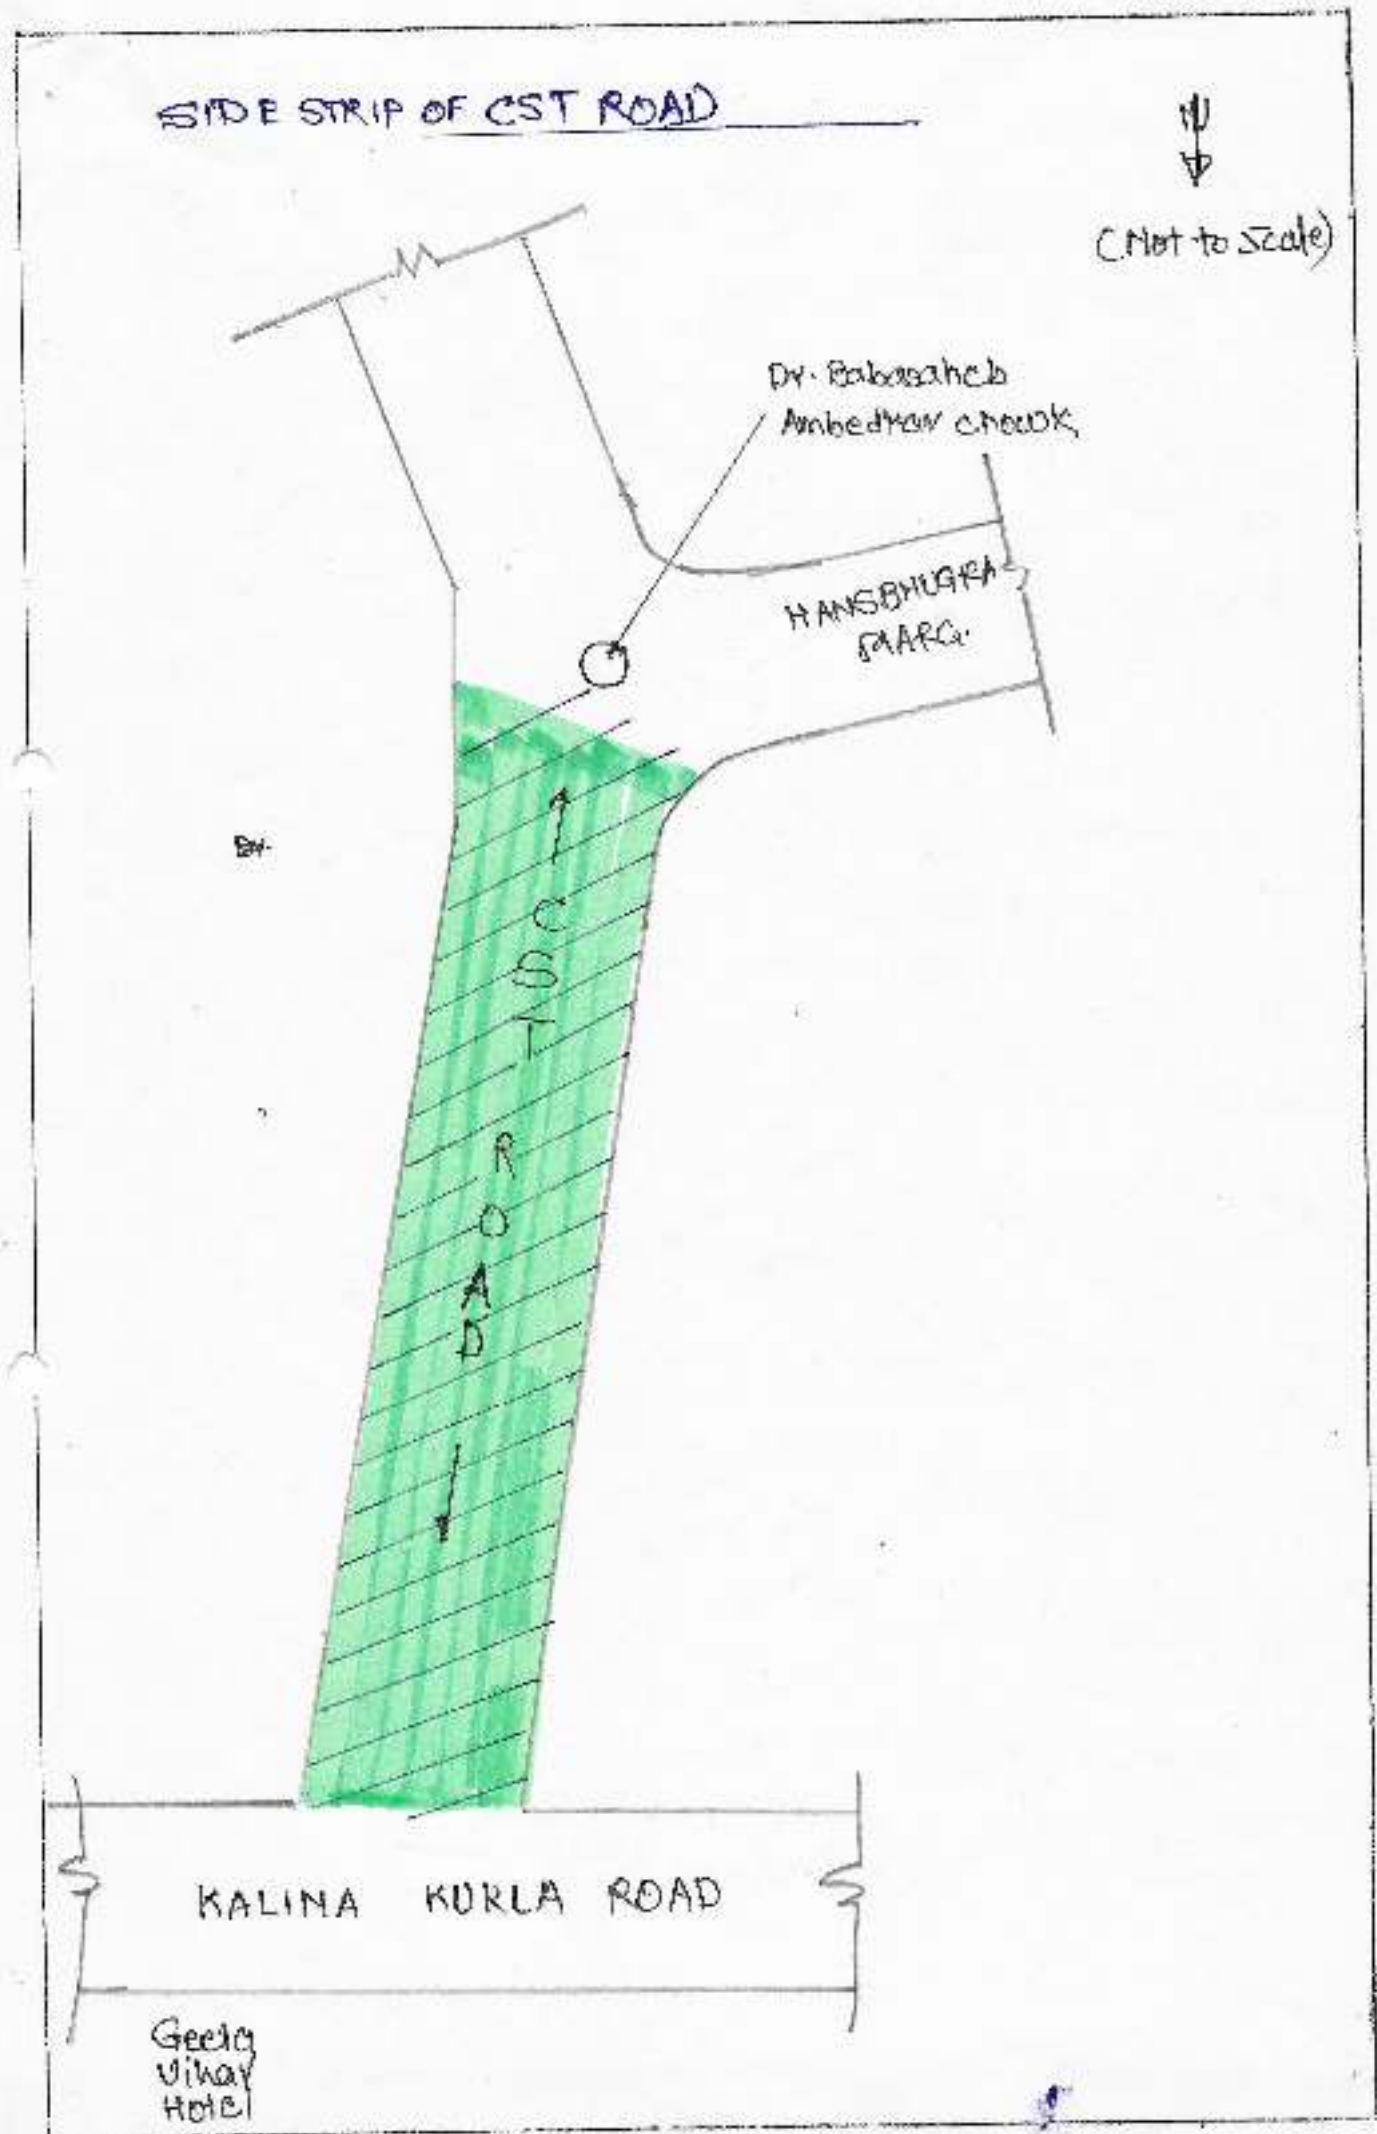 SIDE STRIP OF CST ROAD
N
(Not to Scale)
Dr. Babasaheb
Ambedkar chowk
HANSBHUGRA
MARG.
Dr.
CST ROAD
KALINA KURLA ROAD
Geeta
Vihar
Hotel